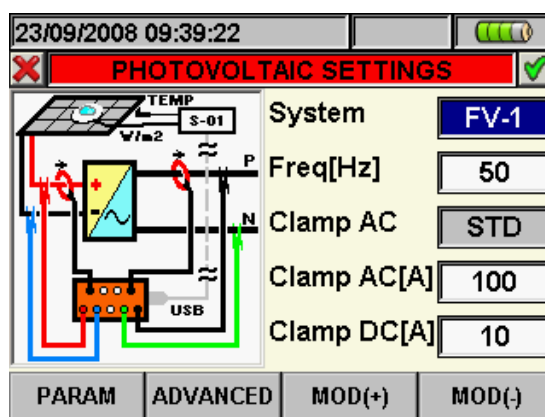 23/09/2008 09:39:22
PHOTOVOLTAIC SETTINGS
TEMP
S-01
W/m2
P
N
USB
System FV-1
Freq[Hz] 50
Clamp AC STD
Clamp AC[A] 100
Clamp DC[A] 10
PARAM ADVANCED MOD(+) MOD(-)